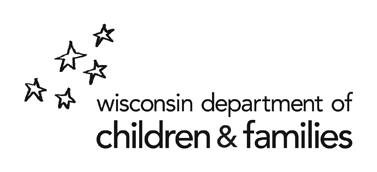 wisconsin department of
children & families